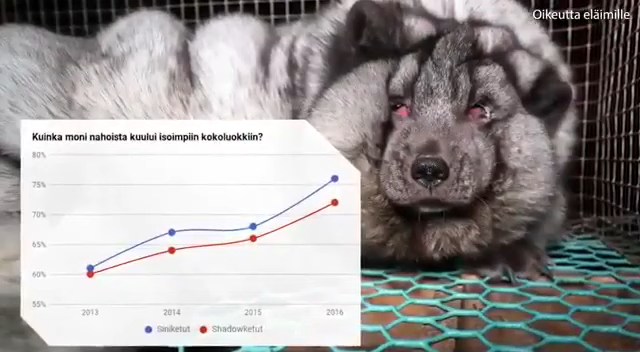 Oikeutta eläimille
Kuinka moni nahoista kuului isoimpiin kokoluokkiin?
80%
75%
70%
65%
60%
55%
2013 2014 2015 2016
Siniketut Shadowketut